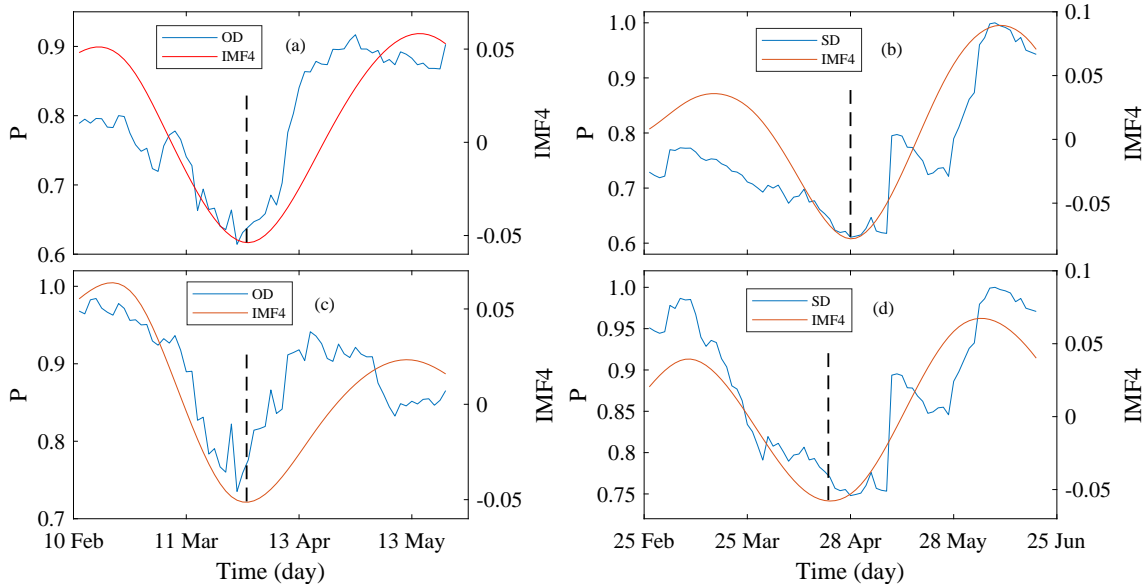 OD
IMF4
(a)
0.9
0.8
0.7
0.6
P
0.05
0
-0.05
IMF4
SD
IMF4
(b)
1.0
0.9
0.8
0.7
0.6
P
0.1
0.05
0
-0.05
IMF4
OD
IMF4
(c)
1.0
0.9
0.8
0.7
P
0.05
0
-0.05
IMF4
10 Feb 11 Mar 13 Apr 13 May
Time (day)
SD
IMF4
(d)
1.0
0.95
0.9
0.85
0.8
0.75
P
0.1
0.05
0
-0.05
IMF4
25 Feb 25 Mar 28 Apr 28 May 25 Jun
Time (day)